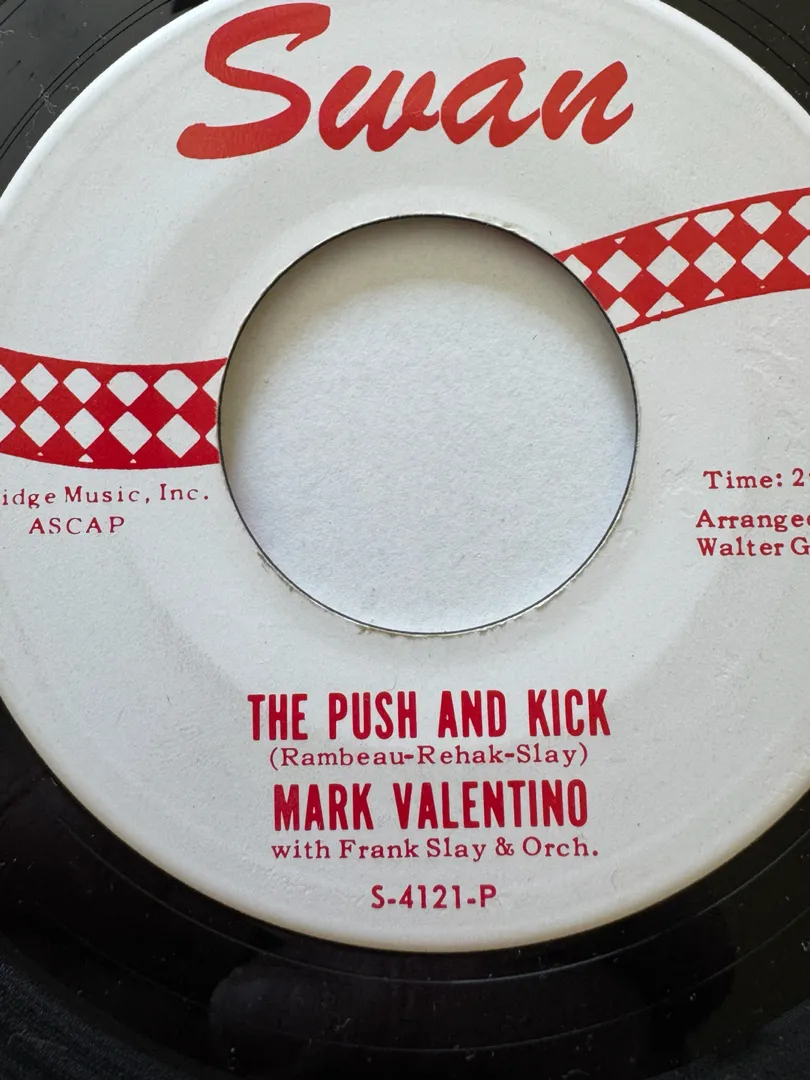 Swan
idge Music, Inc.
ASCAP
Time: 2
Arrange
Walter G
THE PUSH AND KICK
(Rambeau-Rehak-Slay)
MARK VALENTINO
with Frank Slay & Orch.
S-4121-P